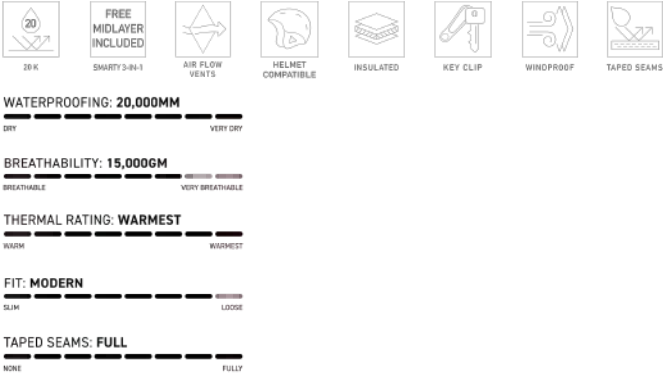 20
FREE
MIDLAYER
INCLUDED
20 K
SMARTY 3-IN-1
AIR FLOW
VENTS
HELMET
COMPATIBLE
INSULATED
KEY CLIP
WINDPROOF
TAPED SEAMS
WATERPROOFING: 20,000MM
DRY VERY DRY
BREATHABILITY: 15,000GM
BREATHABLE VERY BREATHABLE
THERMAL RATING: WARMEST
WARM WARMEST
FIT: MODERN
SLIM LOOSE
TAPED SEAMS: FULL
NONE FULLY